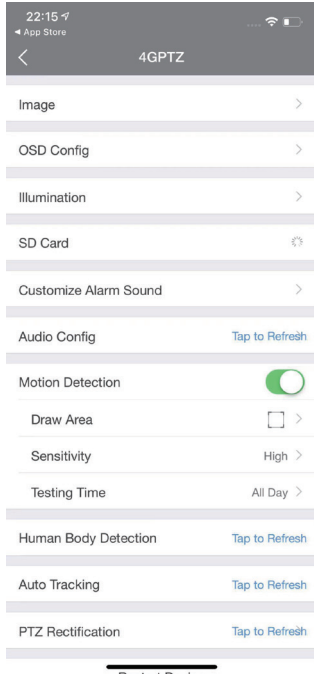 22:15
App Store
4GPTZ
Image
OSD Config
Illumination
SD Card
Customize Alarm Sound
Audio Config Tap to Refresh
Motion Detection
Draw Area
Sensitivity High
Testing Time All Day
Human Body Detection Tap to Refresh
Auto Tracking Tap to Refresh
PTZ Rectification Tap to Refresh